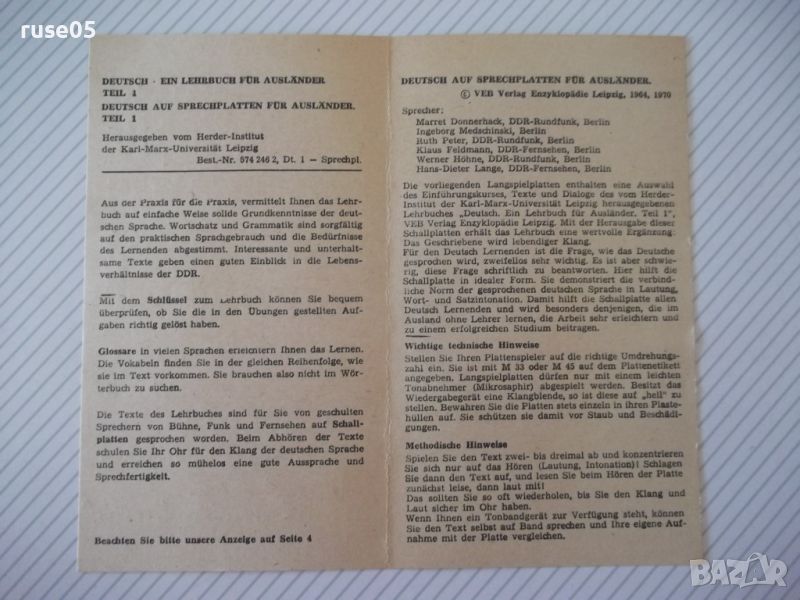 ruse05
DEUTSCH · EIN LEHRBUCH FÜR AUSLÄNDER
TEIL 1
DEUTSCH AUF SPRECHPLATTEN FÜR AUSLÄNDER.
TEIL 1
Herausgegeben vom Herder-Institut
der Karl-Marx-Universität Leipzig
Best.-Nr. 574 246 2, Dt. 1 — Sprechpl.
Aus der Praxis für die Praxis, vermittelt Ihnen das Lehr-
buch auf einfache Weise solide Grundkenntnisse der deut-
schen Sprache. Wortschatz und Grammatik sind sorgfältig
auf den praktischen Sprachgebrauch und die Bedürfnisse
des Lernenden abgestimmt. Interessante und unterhalt-
same Texte geben einen guten Einblick in die Lebens-
verhältnisse der DDR.
Mit dem Schlüssel zum Lehrbuch können Sie bequem
überprüfen, ob Sie die in den Übungen gestellten Auf-
gaben richtig gelöst haben.
Glossare in vielen Sprachen erleichtern Ihnen das Lernen.
Die Vokabeln finden Sie in der gleichen Reihenfolge, wie
sie im Text vorkommen. Sie brauchen also nicht im Wör-
terbuch zu suchen.
Die Texte des Lehrbuches sind für Sie von geschulten
Sprechern von Bühne, Funk und Fernsehen auf Schall-
platten gesprochen worden. Beim Abhören der Texte
schulen Sie Ihr Ohr für den Klang der deutschen Sprache
und erreichen so mühelos eine gute Aussprache und
Sprechfertigkeit.
Beachten Sie bitte unsere Anzeige auf Seite 4
DEUTSCH AUF SPRECHPLATTEN FÜR AUSLÄNDER.
© VEB Verlag Enzyklopädie Leipzig, 1964, 1970
Sprecher:
Marret Donnerhack, DDR-Rundfunk, Berlin
Ingeborg Medschinski, Berlin
Ruth Peter, DDR-Rundfunk, Berlin
Klaus Feldmann, DDR-Fernsehen, Berlin
Werner Höhne, DDR-Rundfunk, Berlin
Hans-Dieter Lange, DDR-Fernsehen, Berlin
Die vorliegenden Langspielplatten enthalten eine Auswahl
des Einführungskurses, Texte und Dialoge des vom Herder-
Institut der Karl-Marx-Universität Leipzig herausgegebenen
Lehrbuches „Deutsch. Ein Lehrbuch für Ausländer. Teil 1",
VEB Verlag Enzyklopädie Leipzig. Mit der Herausgabe dieser
Schallplatten erhält das Lehrbuch eine wertvolle Ergänzung:
Das Geschriebene wird lebendiger Klang.
Für den Deutsch Lernenden ist die Frage, wie das Deutsche
gesprochen wird, zweifellos sehr wichtig. Es ist aber schwie-
rig, diese Frage schriftlich zu beantworten. Hier hilft die
Schallplatte in idealer Form. Sie demonstriert die verbind-
liche Norm der gesprochenen deutschen Sprache in Lautung,
Wort- und Satzintonation. Damit hilft die Schallplatte allen
Deutsch Lernenden und wird besonders denjenigen, die im
Ausland ohne Lehrer lernen, die Arbeit sehr erleichtern und
zu einem erfolgreichen Studium beitragen.
Wichtige technische Hinweise
Stellen Sie Ihren Plattenspieler auf die richtige Umdrehungs-
zahl ein. Sie ist mit M 33 oder M 45 auf dem Plattenetikett
angegeben. Langspielplatten dürfen nur mit einem leichten
Tonabnehmer (Mikrosaphir) abgespielt werden. Besitzt das
Wiedergabegerät eine Klangblende, so ist diese auf „hell" zu
stellen. Bewahren Sie die Platten stets einzeln in ihren Plaste-
hüllen auf. Sie schützen sie damit vor Staub und Beschädi-
gungen.
Methodische Hinweise
Spielen Sie den Text zwei- bis dreimal ab und konzentrieren
Sie sich nur auf das Hören (Lautung, Intonation)! Schlagen
Sie dann den Text auf, und lesen Sie beim Hören der Platte
zunächst leise, dann laut mit!
Das sollten Sie so oft wiederholen, bis Sie den Klang und
Laut sicher im Ohr haben.
Wenn Ihnen ein Tonbandgerät zur Verfügung steht, können
Sie den Text selbst auf Band sprechen und Ihre eigene Auf-
nahme mit der Platte vergleichen.
BAZAR